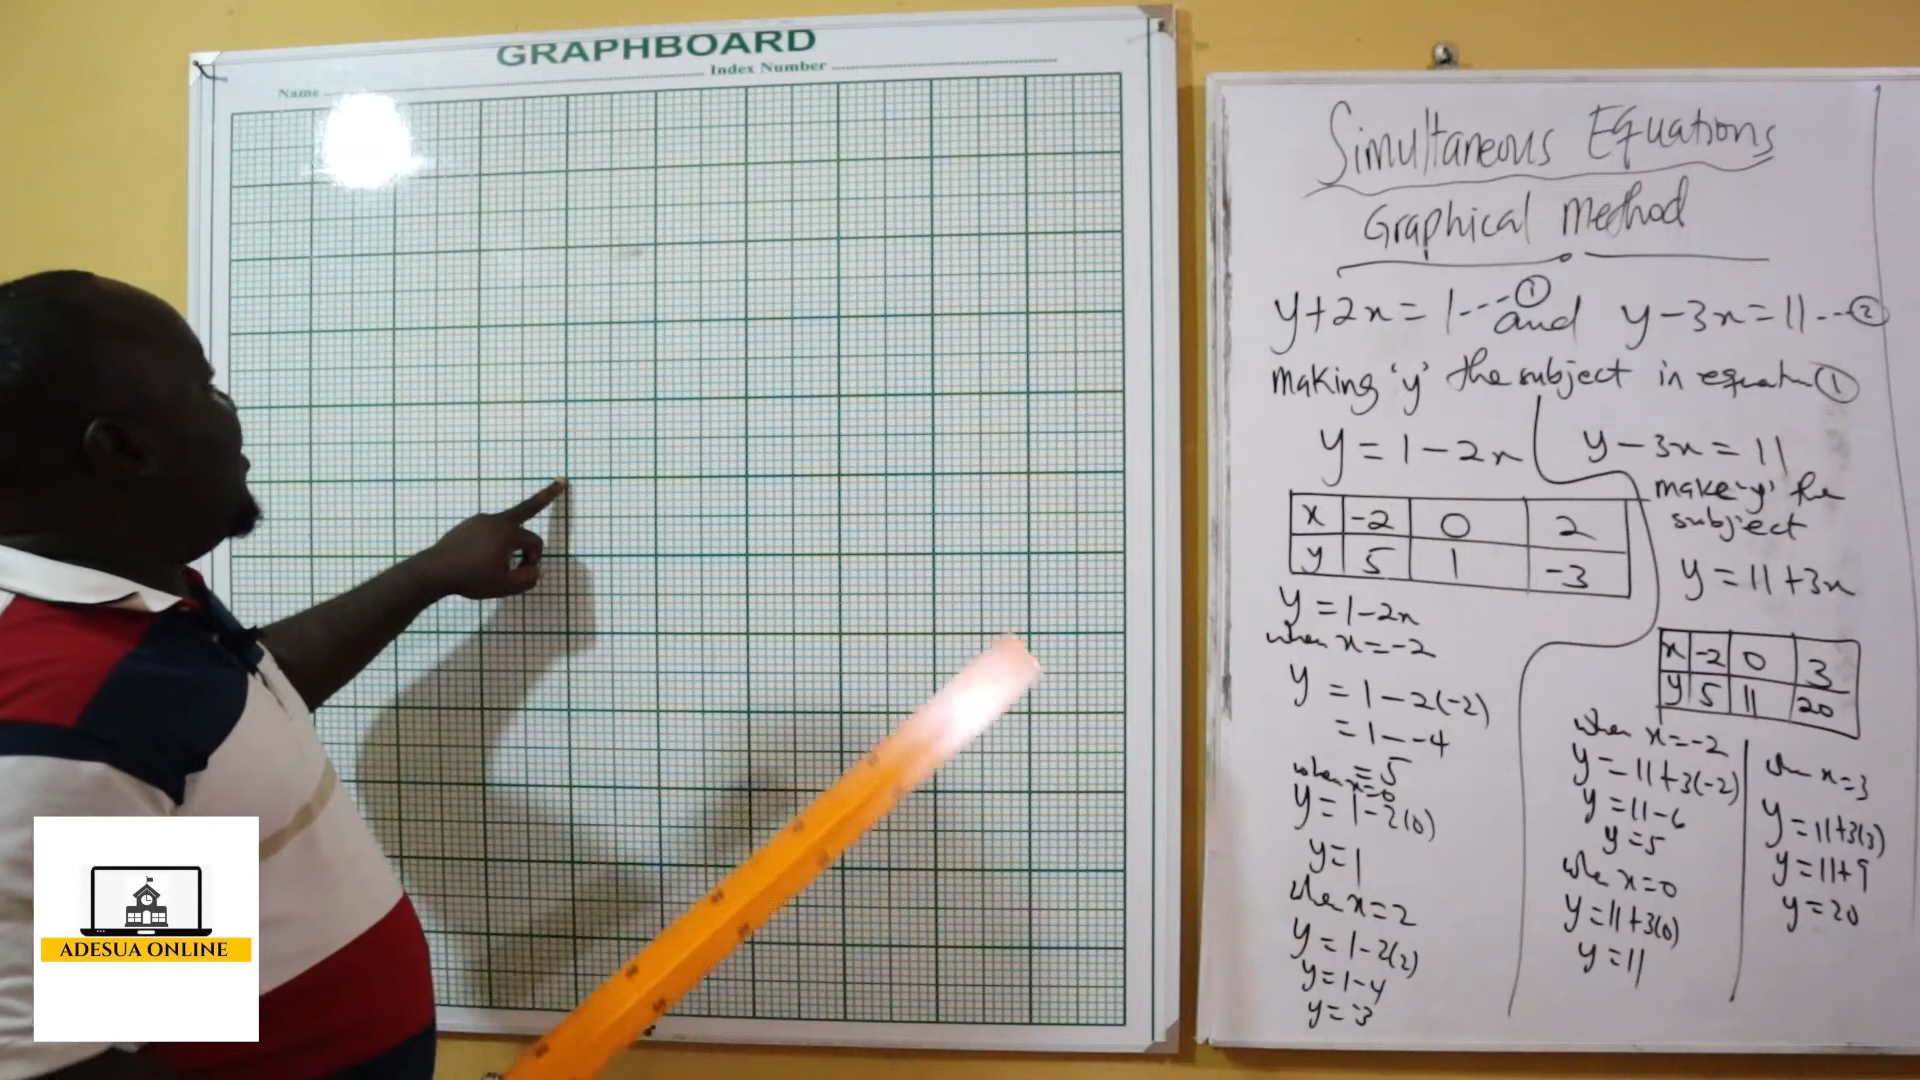 GRAPHBOARD
Name ........ Index Number ........
Simultaneous Equations
Graphical Method
y+2x=1---① and y-3x=11--②
making 'y' the subject in equatn ①
y=1-2x
x -2 0 2
y 5 1 -3
y=1-2x
when x=-2
y=1-2(-2)
=1--4
=5
when x=0
y=1-2(0)
y=1
when x=2
y=1-2(2)
y=1-4
y=-3
y-3x=11
make 'y' the
subject
y=11+3x
x -2 0 3
y 5 11 20
when x=-2
y=11+3(-2)
y=11-6
y=5
when x=0
y=11+3(0)
y=11
when x=3
y=11+3(3)
y=11+9
y=20
ADESUA ONLINE